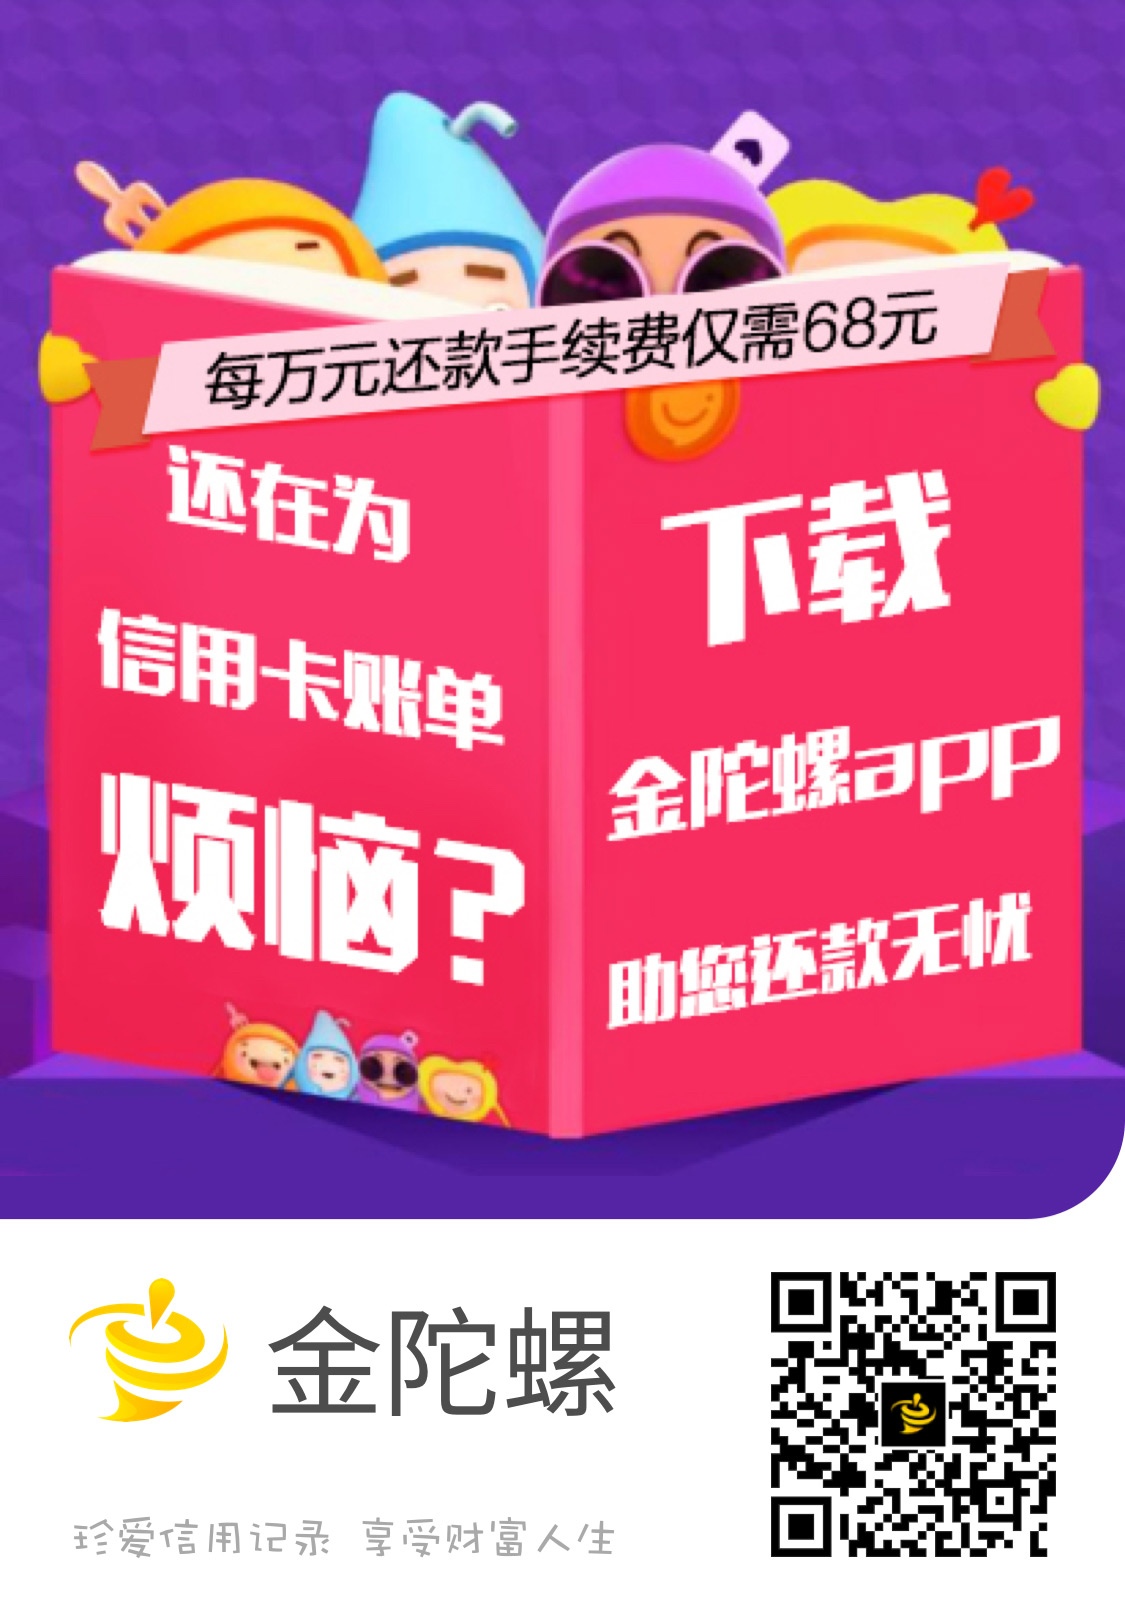 每万元还款手续费仅需68元
还在为
信用卡账单
烦恼?
下载
金陀螺app
助您还款无忧
金陀螺
珍爱信用记录 享受财富人生